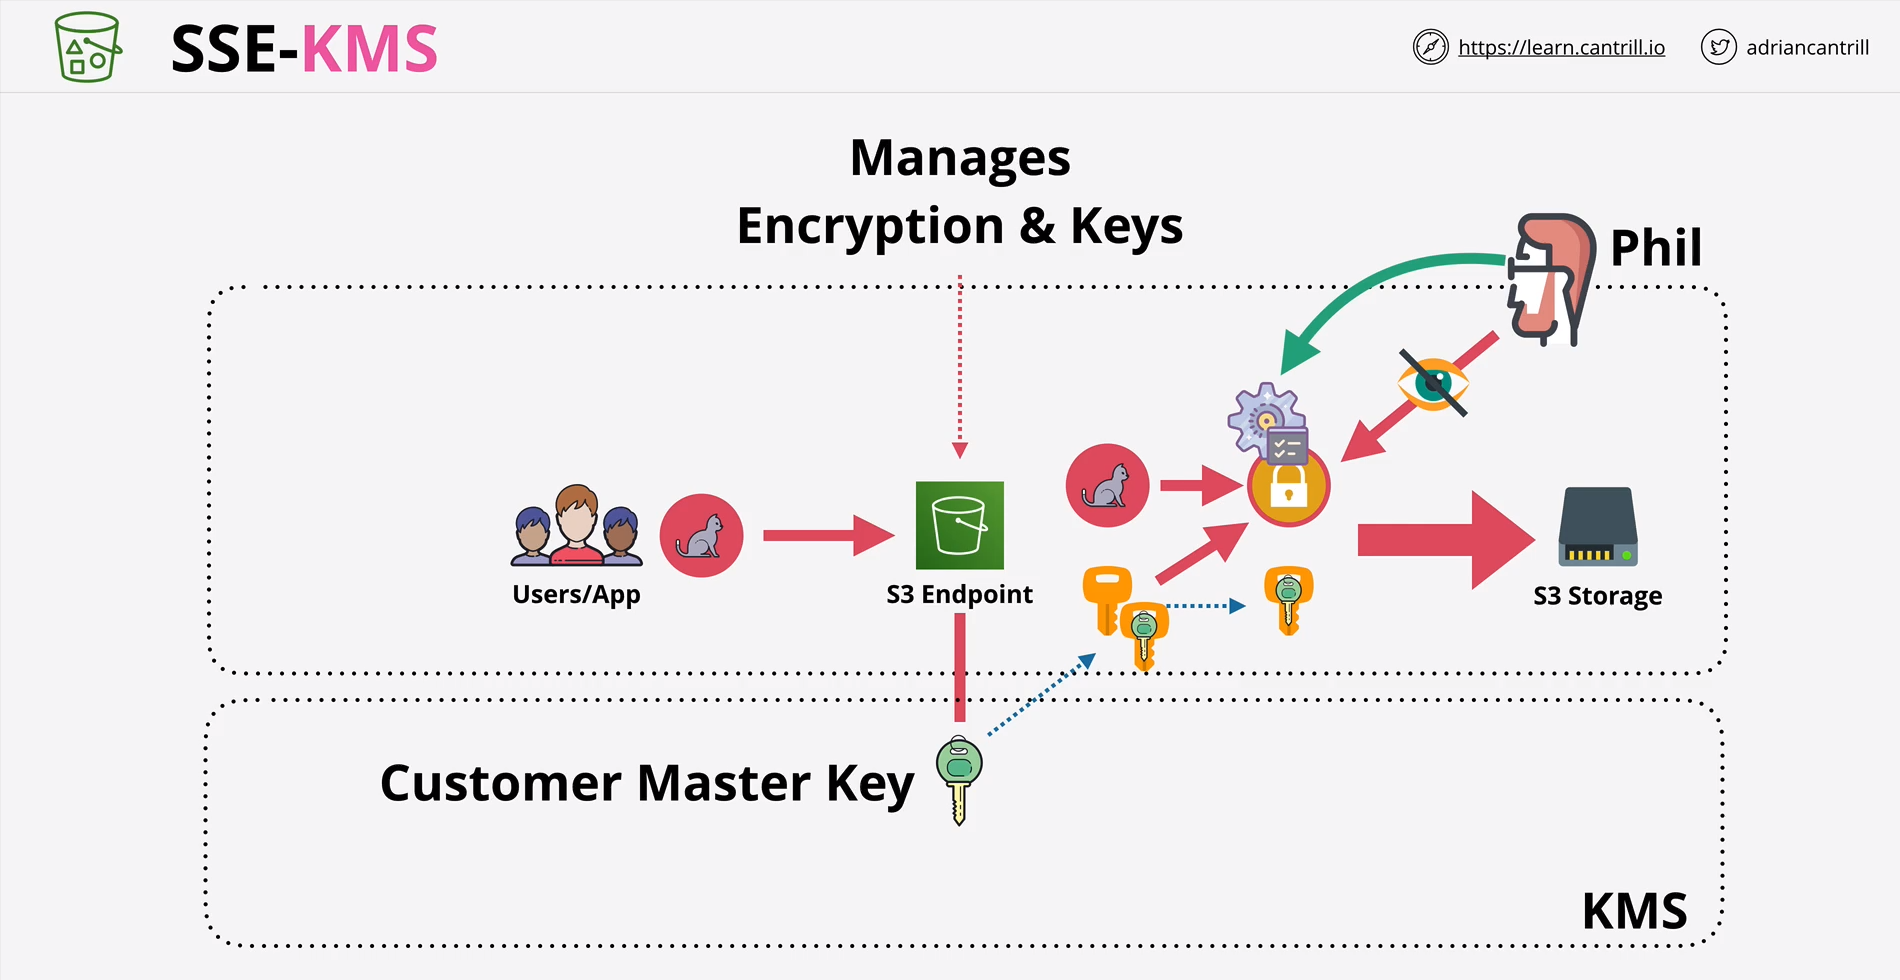 SSE-KMS
https://learn.cantrill.io
adriancantrill
Manages
Encryption & Keys
Phil
Users/App
S3 Endpoint
S3 Storage
Customer Master Key
KMS